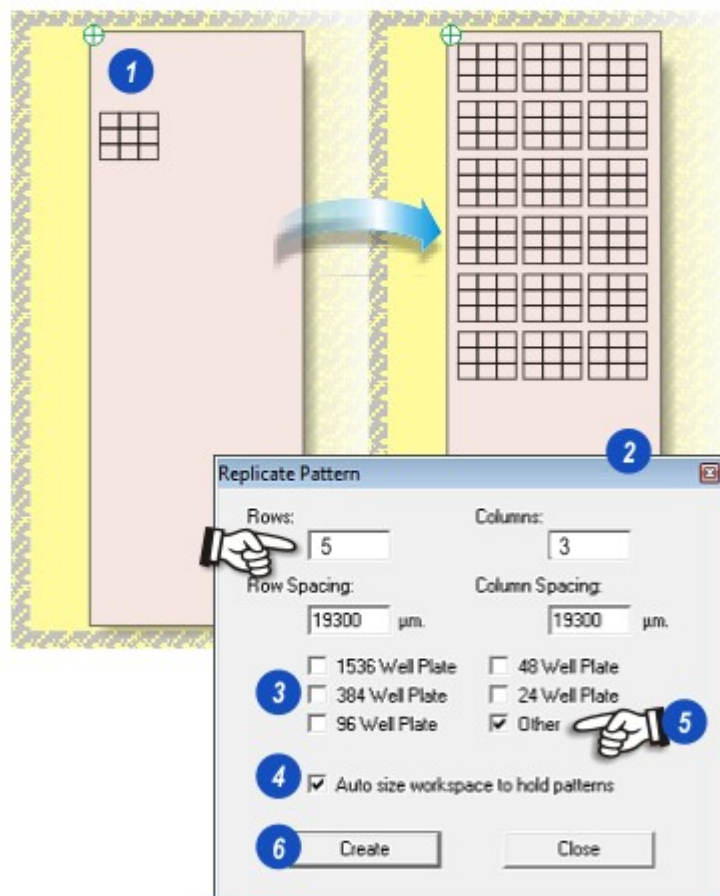 1
2
Replicate Pattern
Rows: Columns:
5 3
Row Spacing: Column Spacing:
19300 µm. 19300 µm.
1536 Well Plate 48 Well Plate
3 384 Well Plate 24 Well Plate
96 Well Plate Other 5
4 Auto size workspace to hold patterns
6 Create Close